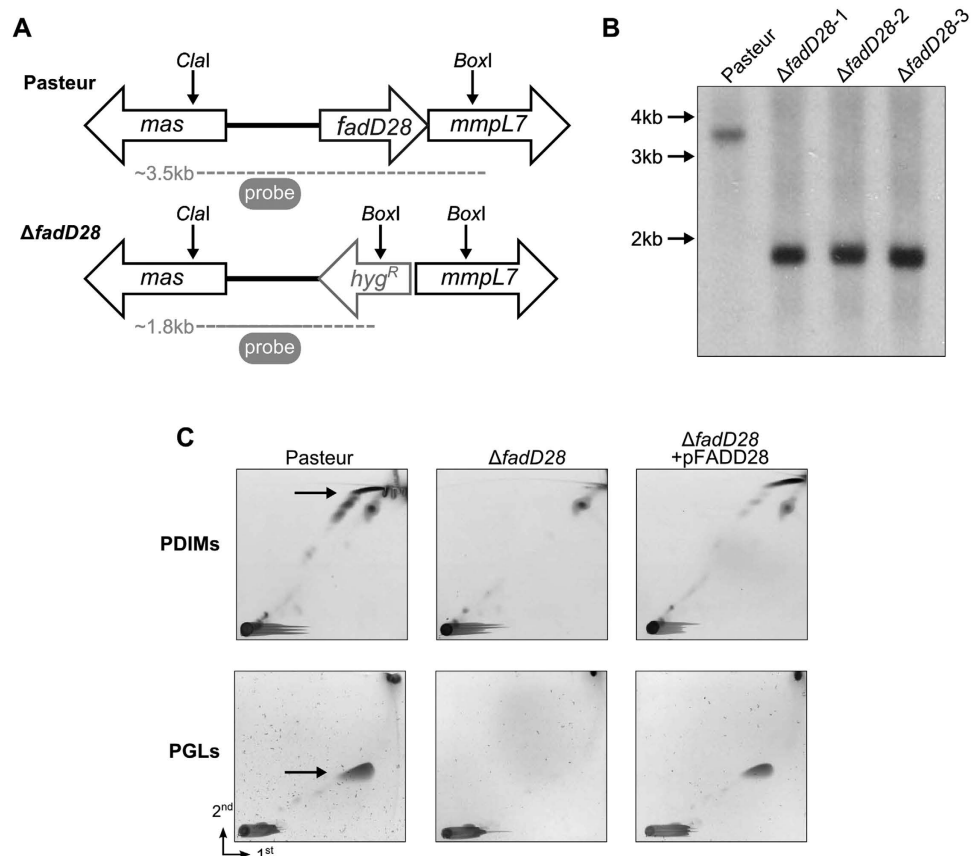 A
Pasteur
ClaI
BoxI
mas
fadD28
mmpL7
~3.5kb
probe
ΔfadD28
ClaI
BoxI
BoxI
mas
hygR
mmpL7
~1.8kb
probe
B
Pasteur
ΔfadD28-1
ΔfadD28-2
ΔfadD28-3
4kb
3kb
2kb
C
Pasteur
ΔfadD28
ΔfadD28
+pFADD28
PDIMs
PGLs
2nd
1st